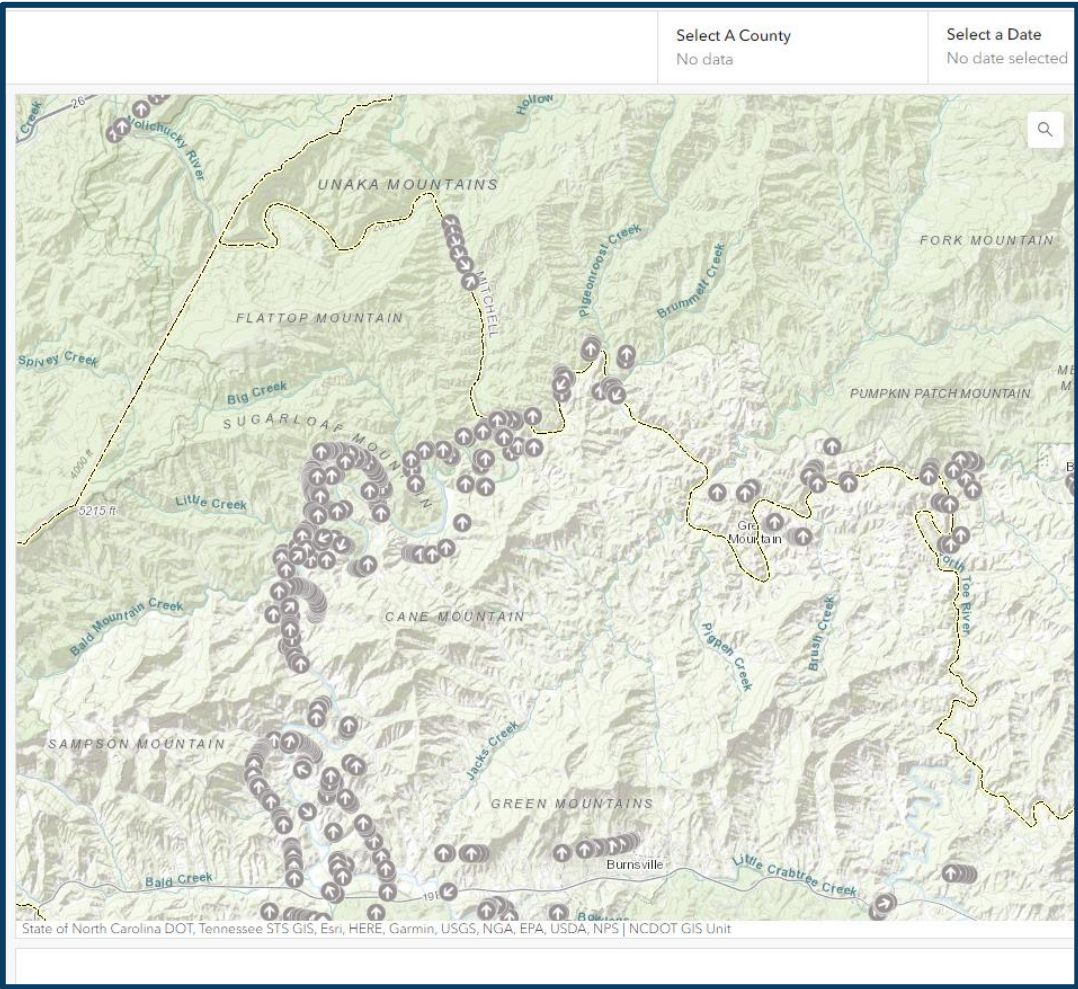 Select A County
No data
Select a Date
No date selected
26
Creek
Nolichucky River
Hollow
UNAKA MOUNTAINS
2000 ft
FORK MOUNTAIN
Pigeonroost Creek
Brummett Creek
MITCHELL
FLATTOP MOUNTAIN
Spivey Creek
Big Creek
PUMPKIN PATCH MOUNTAIN
SUGARLOAF MOUNTAIN
4000 ft
Little Creek
5215 ft
Green Mountain
North Toe River
CANE MOUNTAIN
Bald Mountain Creek
Pigpen Creek
Brush Creek
SAMPSON MOUNTAIN
Jacks Creek
GREEN MOUNTAINS
Burnsville
Bald Creek
19E
Little Crabtree Creek
State of North Carolina DOT, Tennessee STS GIS, Esri, HERE, Garmin, USGS, NGA, EPA, USDA, NPS | NCDOT GIS Unit